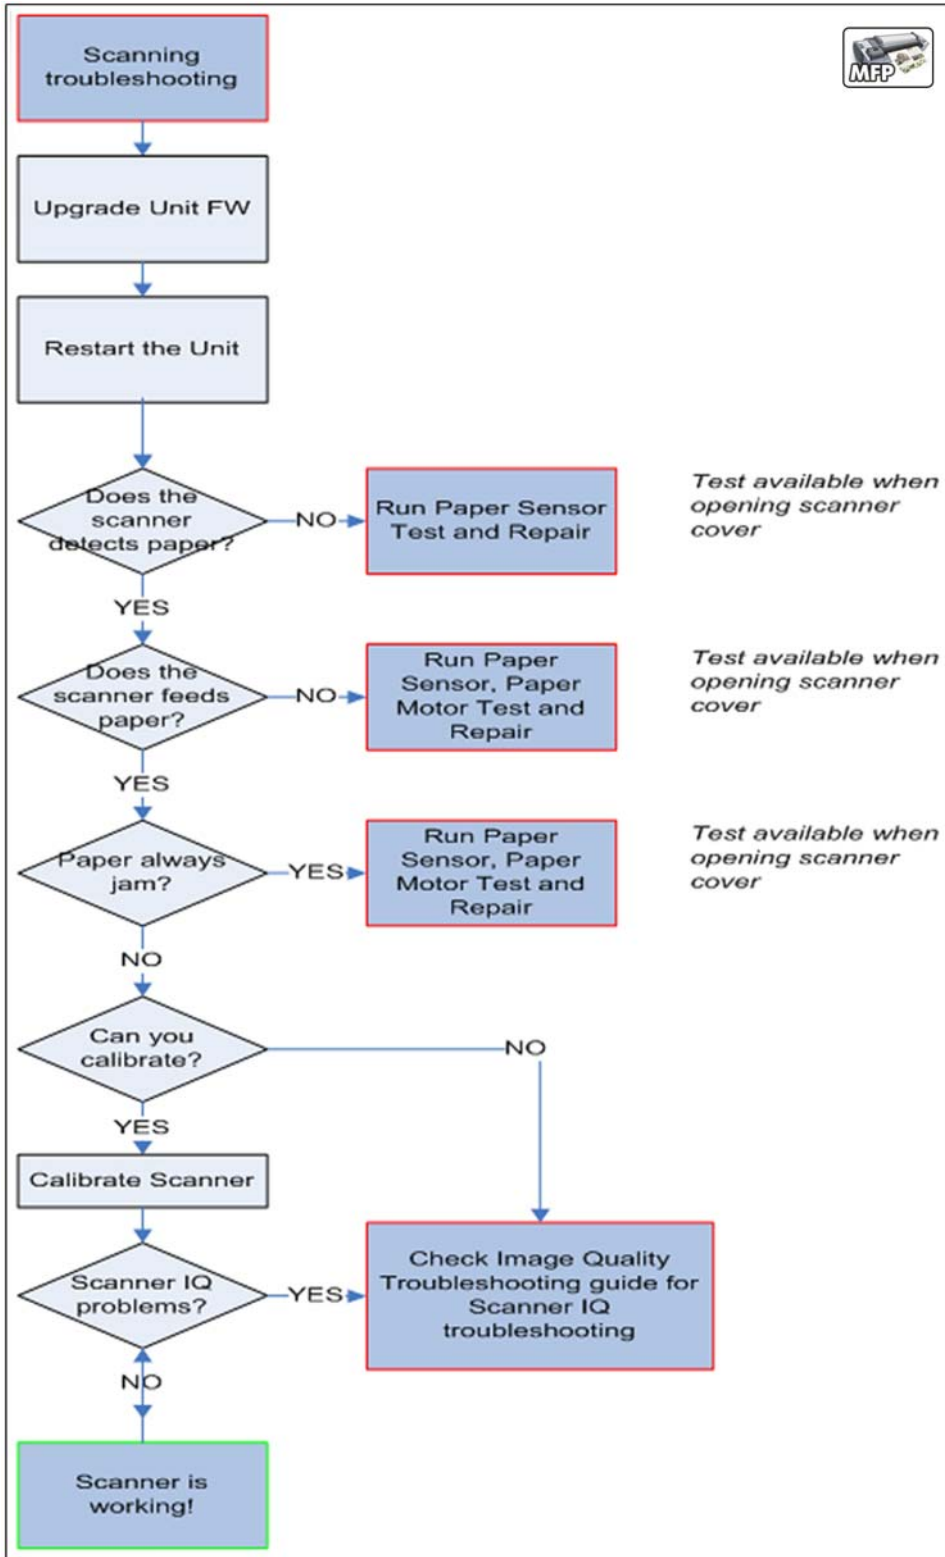 Scanning
troubleshooting
MFP
Upgrade Unit FW
Restart the Unit
Does the
scanner
detects paper?
NO
Run Paper Sensor
Test and Repair
Test available when
opening scanner
cover
YES
Does the
scanner feeds
paper?
NO
Run Paper
Sensor, Paper
Motor Test and
Repair
Test available when
opening scanner
cover
YES
Paper always
jam?
YES
Run Paper
Sensor, Paper
Motor Test and
Repair
Test available when
opening scanner
cover
NO
Can you
calibrate?
NO
YES
Calibrate Scanner
Scanner IQ
problems?
YES
Check Image Quality
Troubleshooting guide for
Scanner IQ
troubleshooting
NO
Scanner is
working!